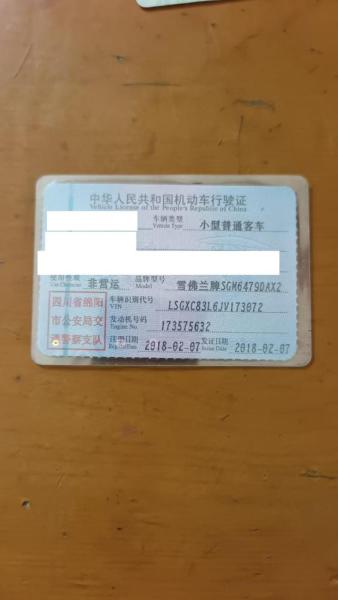 中华人民共和国机动车行驶证
Vehicle License of the People's Republic of China
车辆类型 小型普通客车
Vehicle Type
使用性质 非营运 品牌型号 雪佛兰牌SGM6479DAX2
Use Character Model
四川省绵阳 车辆识别代号 LSGXC83L6JV173072
VIN
市公安局交 发动机号码 173575632
Engine No.
警察支队 注册日期 2018-02-07 发证日期 2018-02-07
Register Date Issue Date